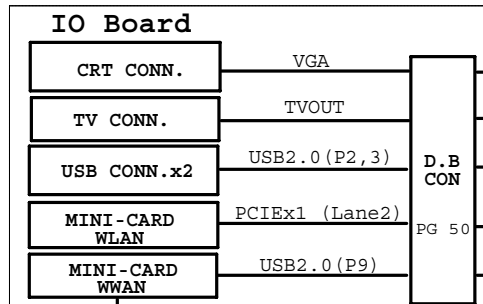 IO Board
CRT CONN.
VGA
TV CONN.
TVOUT
USB CONN.x2
USB2.0(P2,3)
D.B
CON
MINI-CARD
WLAN
PCIEx1 (Lane2)
PG 50
MINI-CARD
WWAN
USB2.0(P9)